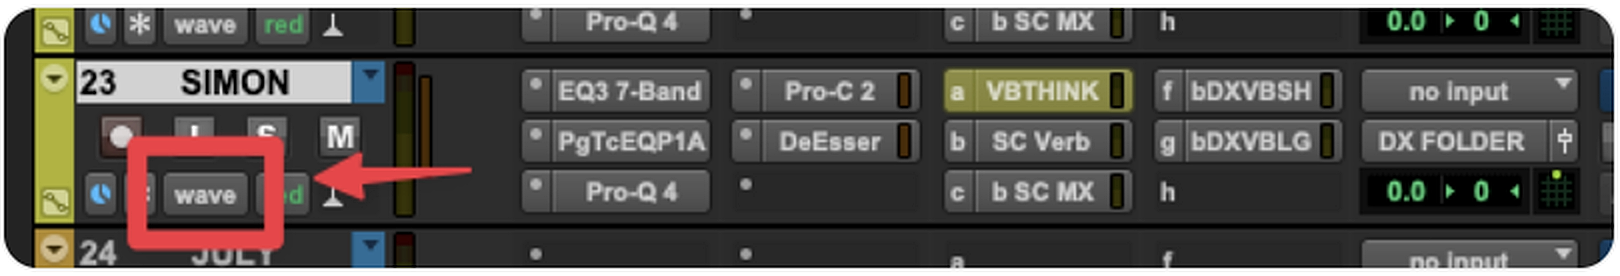 wave red Pro-Q 4 c b SC MX h 0.0 0
23 SIMON EQ3 7-Band Pro-C 2 a VBTHINK f bDXVBSH no input
I S M PgTcEQP1A DeEsser b SC Verb g bDXVBLG DX FOLDER
wave red Pro-Q 4 c b SC MX h 0.0 0
24 JULY a f no input